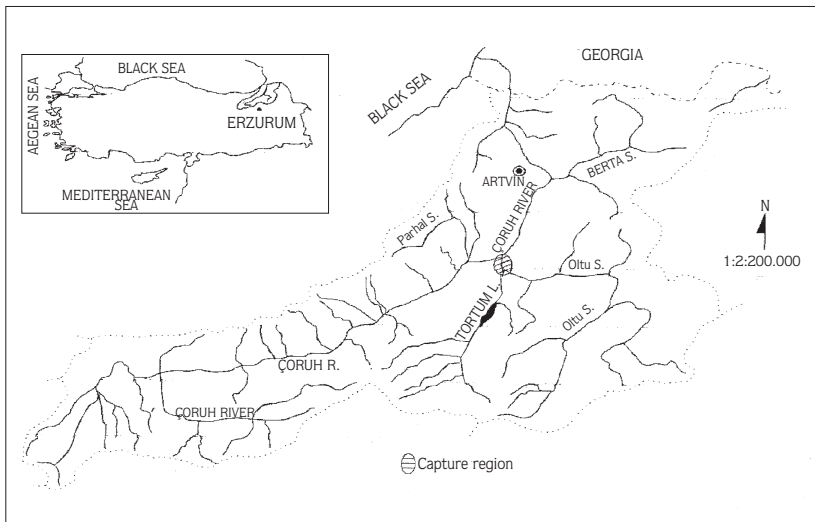 BLACK SEA
AEGEAN SEA
ERZURUM
MEDITERRANEAN
SEA
GEORGIA
BLACK SEA
BERTA S.
ARTVİN
ÇORUH RIVER
Parhal S.
N
1:2:200.000
Oltu S.
TORTUM L.
Oltu S.
ÇORUH R.
ÇORUH RIVER
Capture region